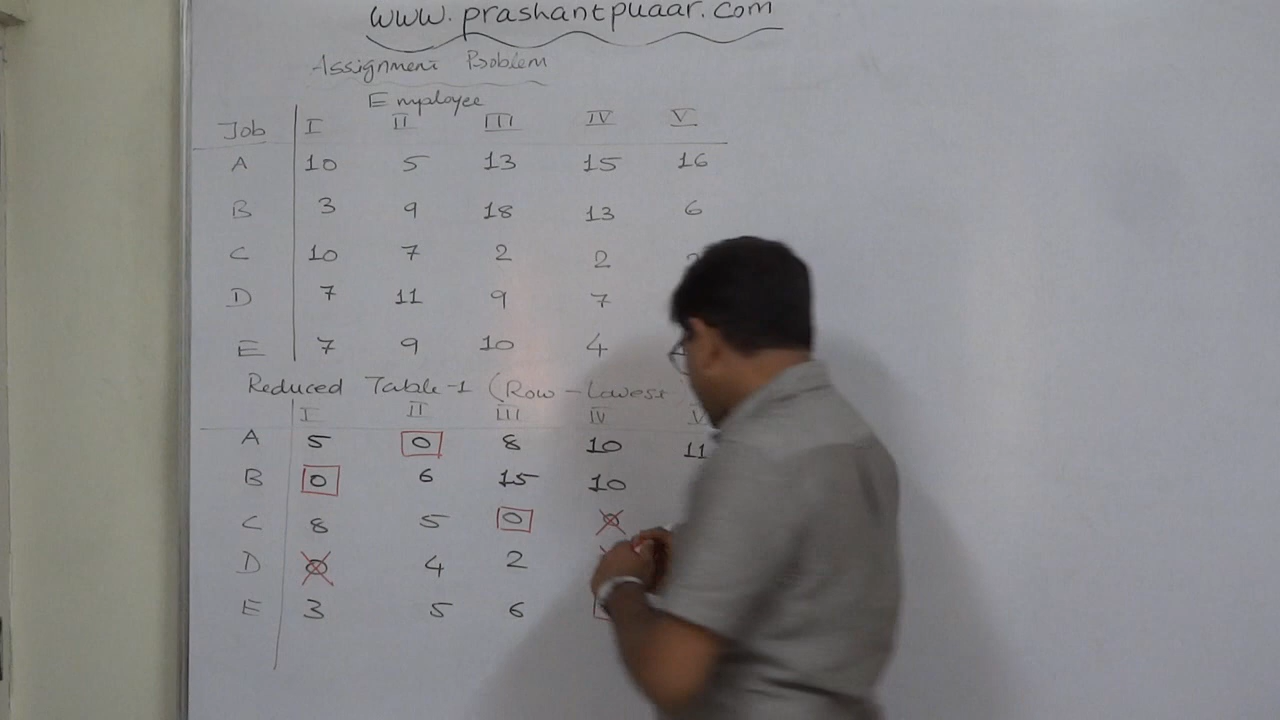 www.prashantpuaar.com
Assignment Problem
Employee
Job I II III IV V
A 10 5 13 15 16
B 3 9 18 13 6
C 10 7 2 2
D 7 11 9 7
E 7 9 10 4
Reduced Table-1 (Row-Lowest
I II III IV V
A 5 0 8 10 11
B 0 6 15 10
C 8 5 0 0
D 0 4 2
E 3 5 6